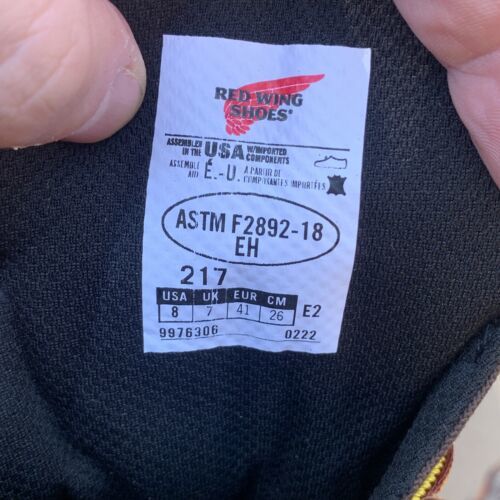 RED WING
SHOES®
ASSEMBLED IN THE USA W/IMPORTED COMPONENTS
ASSEMBLÉ AUX É.-U. À PARTIR DE COMPOSANTES IMPORTÉES
ASTM F2892-18
EH
217
USA UK EUR CM
8 7 41 26 E2
9976306 0222